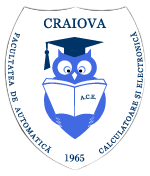 CRAIOVA
FACULTATEA DE AUTOMATICĂ
CALCULATOARE ȘI ELECTRONICĂ
A.C.E.
1965